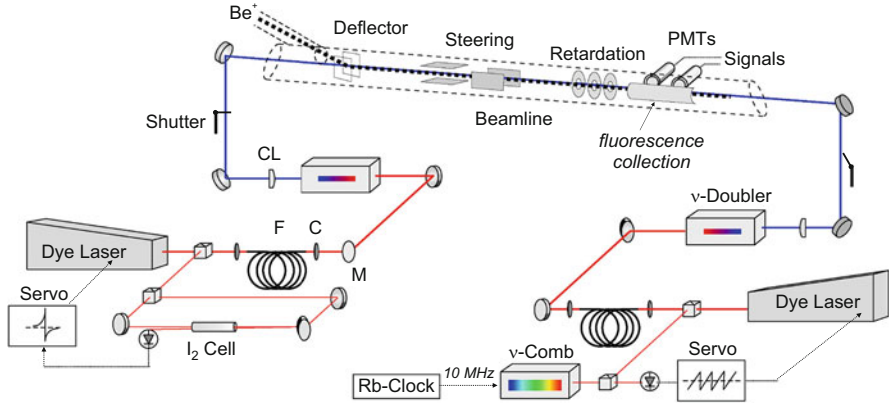 Be⁺
Deflector
Steering
Retardation
PMTs
Signals
Shutter
Beamline
fluorescence
collection
CL
ν-Doubler
F
C
Dye Laser
M
Servo
I₂ Cell
Dye Laser
ν-Comb
Servo
Rb-Clock
10 MHz